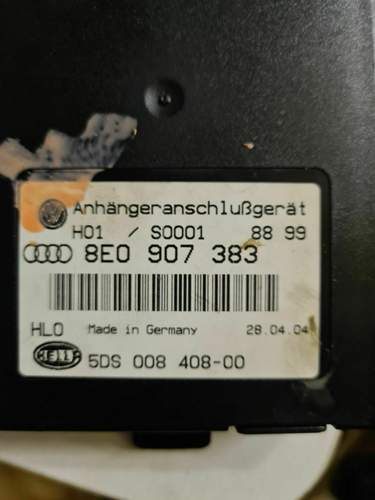 Anhängeranschlußgerät
H01 / S0001 88 99
8E0 907 383
HLO Made in Germany 28.04.04
HELLA 5DS 008 408-00